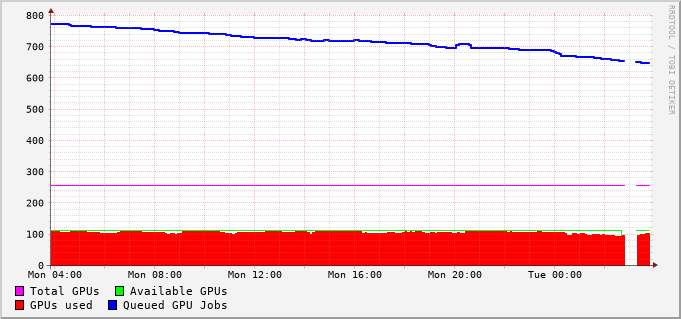 800
700
600
500
400
300
200
100
0
Mon 04:00 Mon 08:00 Mon 12:00 Mon 16:00 Mon 20:00 Tue 00:00
Total GPUs Available GPUs
GPUs used Queued GPU Jobs
RRDTOOL / TOBI OETIKER